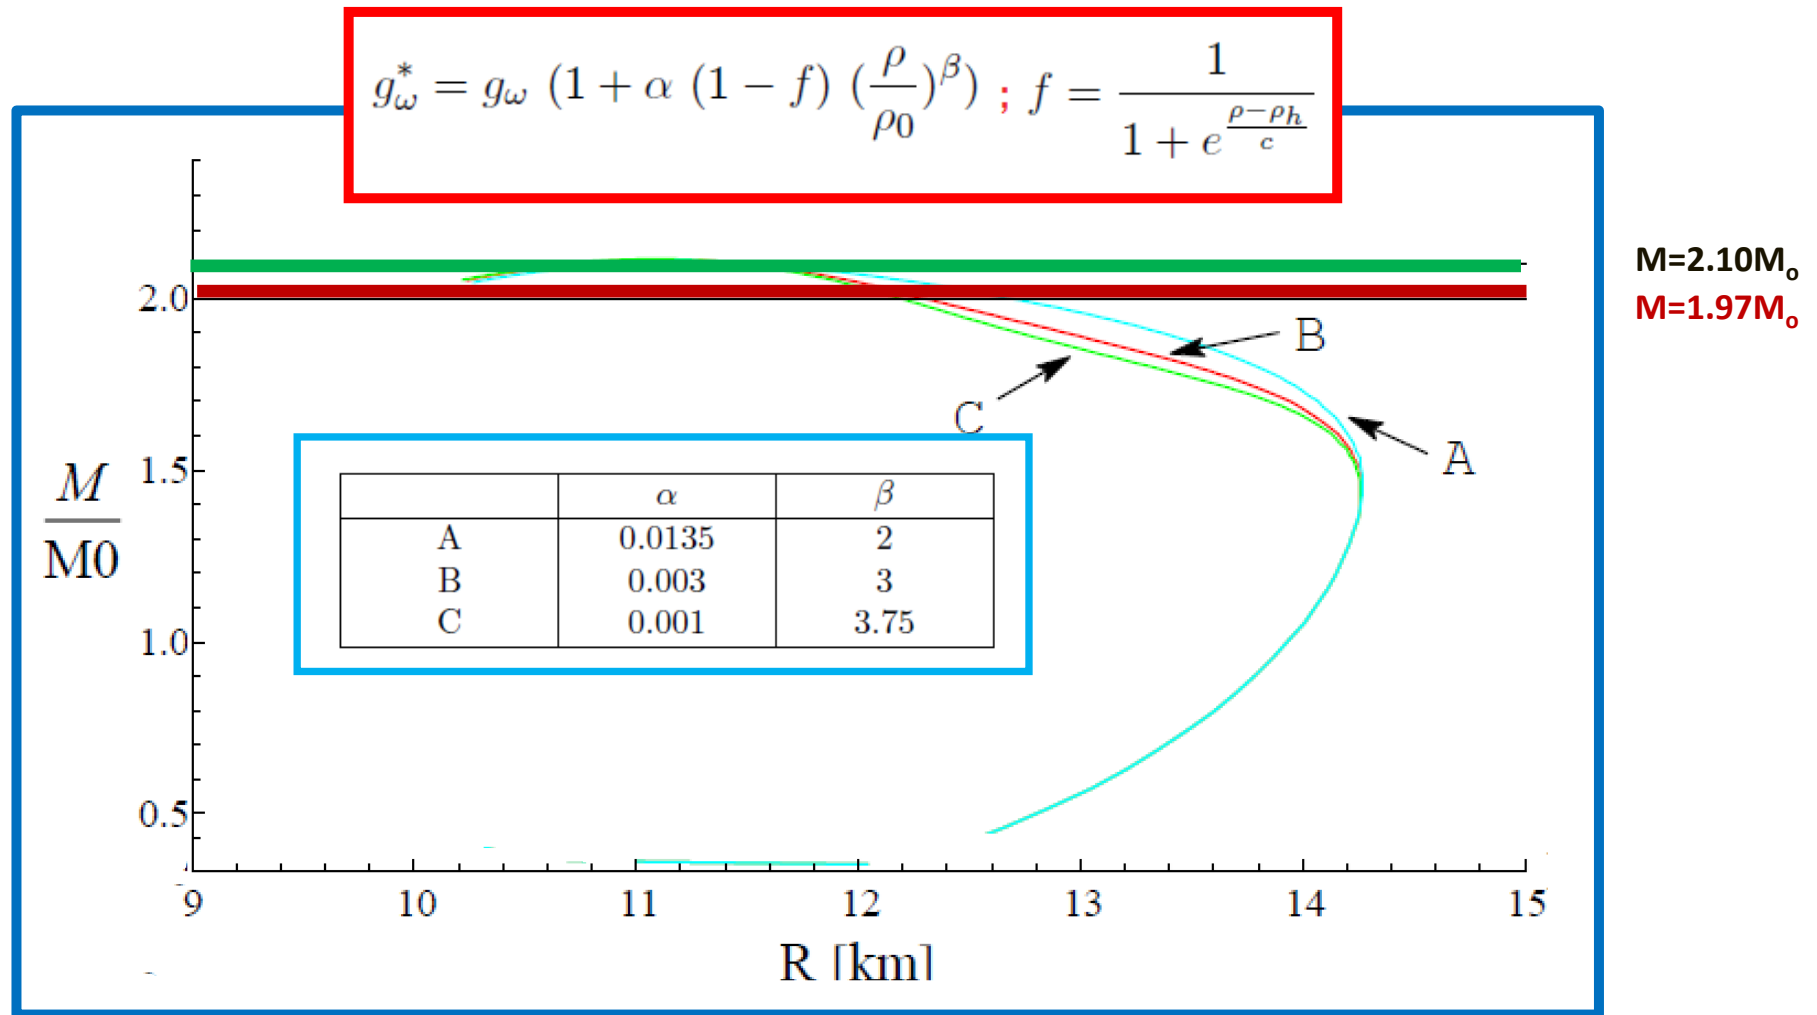 g*_ω = g_ω (1 + α (1 − f) (ρ/ρ0)^β) ; f = 1/(1 + e^((ρ−ρ_h)/c))
M=2.10M_o
M=1.97M_o
2.0
B
C
A
1.5
M/M0
α β
A 0.0135 2
B 0.003 3
C 0.001 3.75
1.0
0.5
9 10 11 12 13 14 15
R [km]